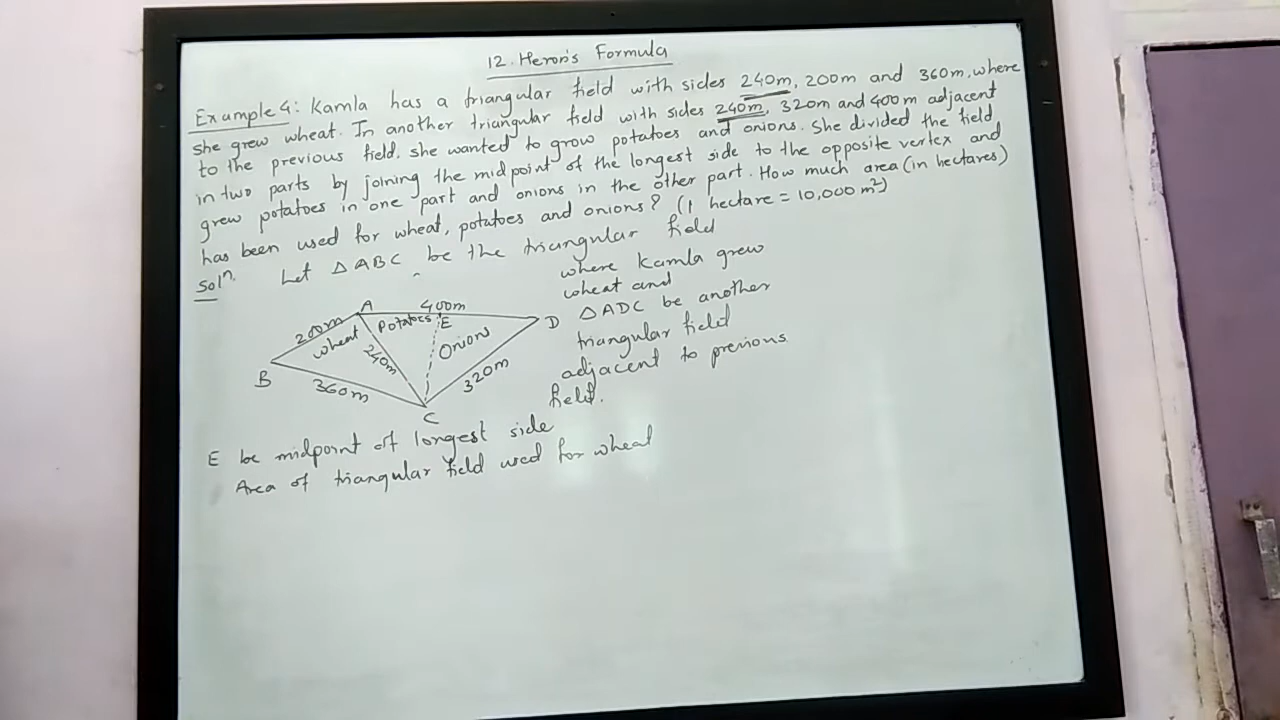 12. Heron's Formula
Example 4: Kamla has a triangular field with sides 240m, 200m and 360m, where
she grew wheat. In another triangular field with sides 240m, 320m and 400m adjacent
to the previous field, she wanted to grow potatoes and onions. She divided the field
in two parts by joining the midpoint of the longest side to the opposite vertex and
grew potatoes in one part and onions in the other part. How much area (in hectares)
has been used for wheat, potatoes and onions? (1 hectare = 10,000 m²)
Solⁿ. Let △ABC be the triangular field
where Kamla grew
wheat and
△ADC be another
triangular field
adjacent to previous
field.
A
400m
200m
Potatoes
E
D
wheat
240m
Onion
B
360m
320m
C
E be midpoint of longest side
Area of triangular field used for wheat